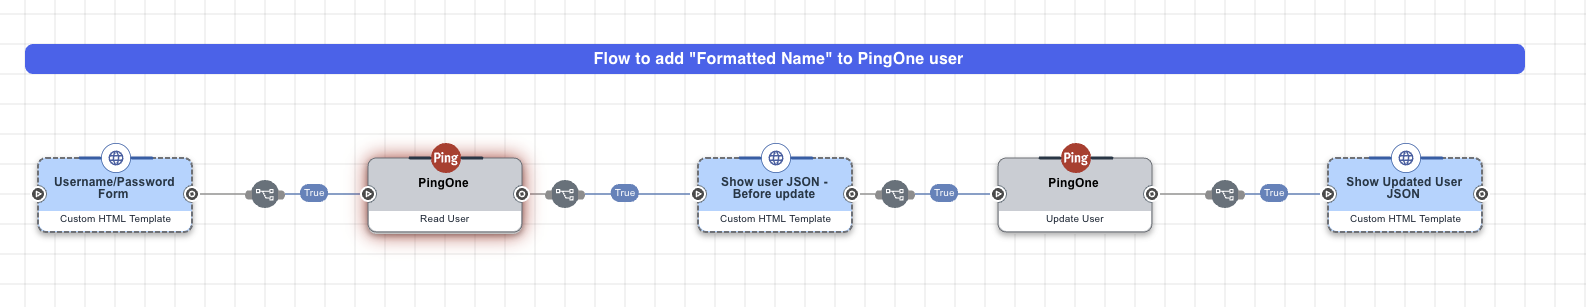 Flow to add "Formatted Name" to PingOne user
Username/Password
Form
Custom HTML Template
True
Ping
PingOne
Read User
True
Show user JSON -
Before update
Custom HTML Template
True
Ping
PingOne
Update User
True
Show Updated User
JSON
Custom HTML Template